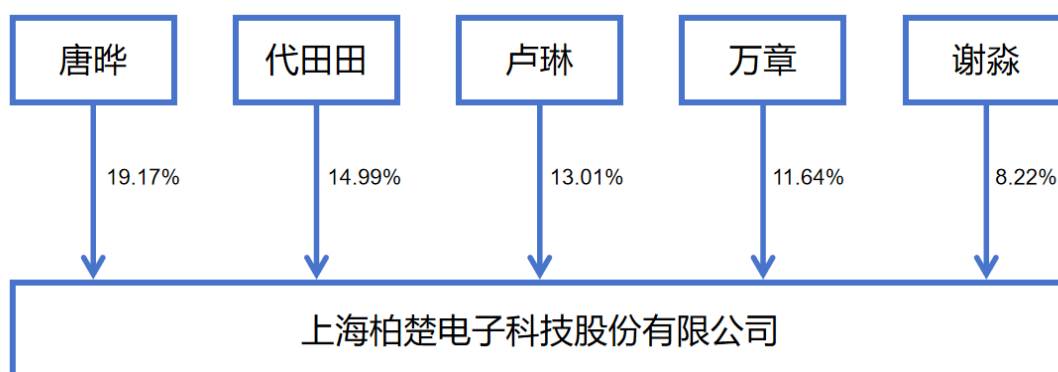 唐晔 代田田 卢琳 万章 谢淼
19.17% 14.99% 13.01% 11.64% 8.22%
上海柏楚电子科技股份有限公司